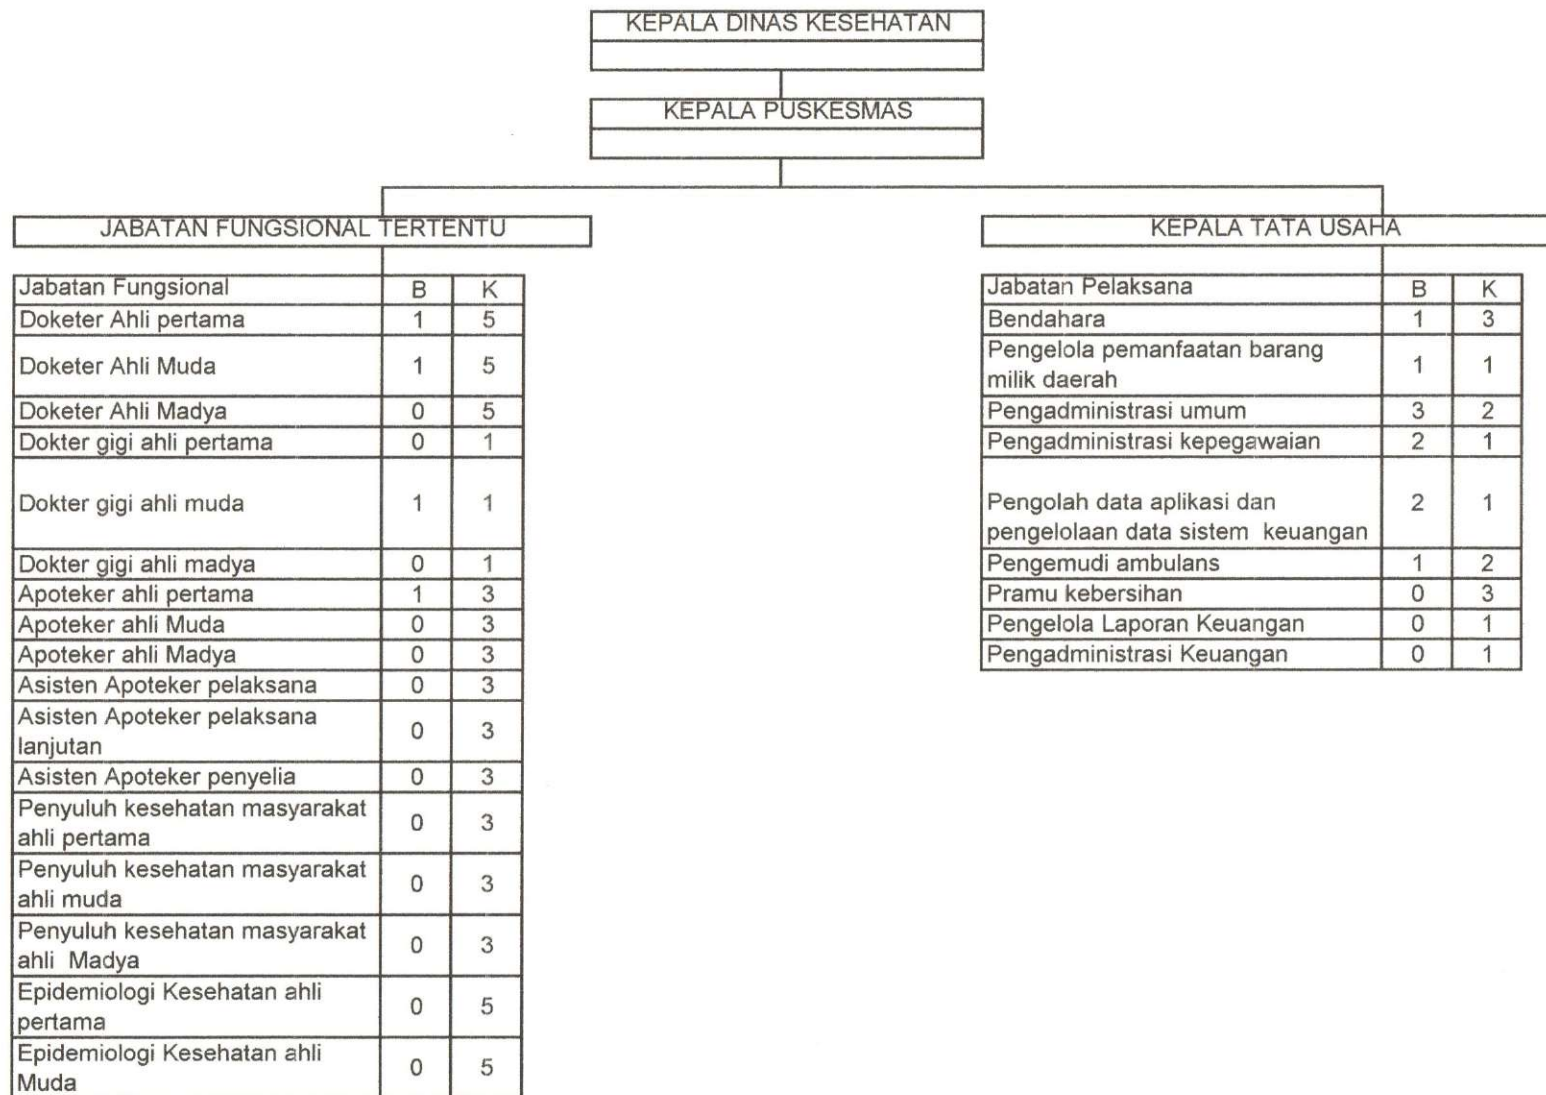 KEPALA DINAS KESEHATAN
KEPALA PUSKESMAS
JABATAN FUNGSIONAL TERTENTU
Jabatan Fungsional B K
Doketer Ahli pertama 1 5
Doketer Ahli Muda 1 5
Doketer Ahli Madya 0 5
Dokter gigi ahli pertama 0 1
Dokter gigi ahli muda 1 1
Dokter gigi ahli madya 0 1
Apoteker ahli pertama 1 3
Apoteker ahli Muda 0 3
Apoteker ahli Madya 0 3
Asisten Apoteker pelaksana 0 3
Asisten Apoteker pelaksana
lanjutan 0 3
Asisten Apoteker penyelia 0 3
Penyuluh kesehatan masyarakat
ahli pertama 0 3
Penyuluh kesehatan masyarakat
ahli muda 0 3
Penyuluh kesehatan masyarakat
ahli Madya 0 3
Epidemiologi Kesehatan ahli
pertama 0 5
Epidemiologi Kesehatan ahli
Muda 0 5
KEPALA TATA USAHA
Jabatan Pelaksana B K
Bendahara 1 3
Pengelola pemanfaatan barang
milik daerah 1 1
Pengadministrasi umum 3 2
Pengadministrasi kepegawaian 2 1
Pengolah data aplikasi dan
pengelolaan data sistem keuangan 2 1
Pengemudi ambulans 1 2
Pramu kebersihan 0 3
Pengelola Laporan Keuangan 0 1
Pengadministrasi Keuangan 0 1